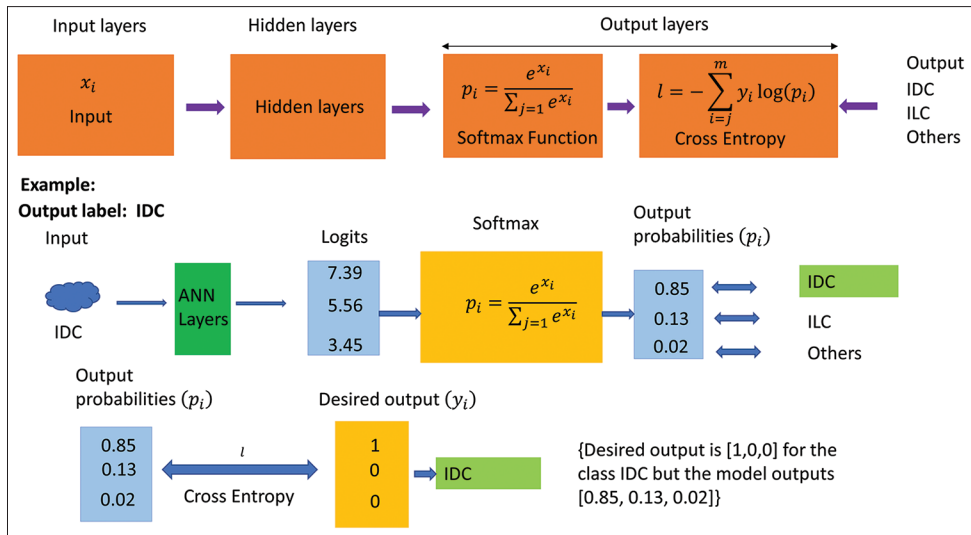 Input layers Hidden layers Output layers
x_i
Input
Hidden layers
p_i = e^{x_i} / ∑_{j=1} e^{x_i}
Softmax Function
l = − ∑_{i=j}^{m} y_i log(p_i)
Cross Entropy
Output
IDC
ILC
Others
Example:
Output label: IDC
Input
IDC
ANN
Layers
Logits
7.39
5.56
3.45
Softmax
p_i = e^{x_i} / ∑_{j=1} e^{x_i}
Output
probabilities (p_i)
0.85
0.13
0.02
IDC
ILC
Others
Output
probabilities (p_i)
0.85
0.13
0.02
l
Cross Entropy
Desired output (y_i)
1
0
0
IDC
{Desired output is [1,0,0] for the
class IDC but the model outputs
[0.85, 0.13, 0.02]}